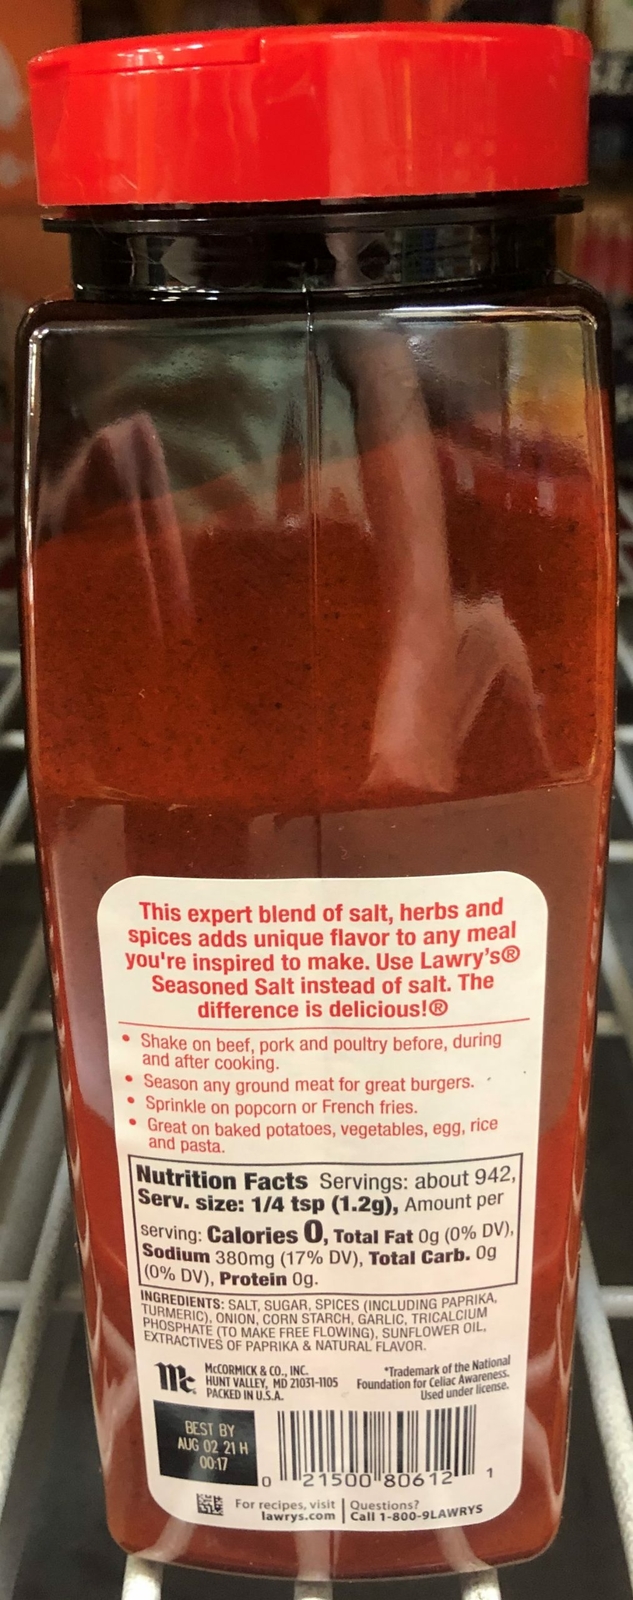 This expert blend of salt, herbs and
spices adds unique flavor to any meal
you're inspired to make. Use Lawry's®
Seasoned Salt instead of salt. The
difference is delicious!®
• Shake on beef, pork and poultry before, during
and after cooking.
• Season any ground meat for great burgers.
• Sprinkle on popcorn or French fries.
• Great on baked potatoes, vegetables, egg, rice
and pasta.
Nutrition Facts Servings: about 942,
Serv. size: 1/4 tsp (1.2g), Amount per
serving: Calories 0, Total Fat 0g (0% DV),
Sodium 380mg (17% DV), Total Carb. 0g
(0% DV), Protein 0g.
INGREDIENTS: SALT, SUGAR, SPICES (INCLUDING PAPRIKA,
TURMERIC), ONION, CORN STARCH, GARLIC, TRICALCIUM
PHOSPHATE (TO MAKE FREE FLOWING), SUNFLOWER OIL,
EXTRACTIVES OF PAPRIKA & NATURAL FLAVOR.
Mc
McCORMICK & CO., INC.
HUNT VALLEY, MD 21031-1105
PACKED IN U.S.A.
*Trademark of the National
Foundation for Celiac Awareness.
Used under license.
BEST BY
AUG 02 21 H
00:17
0 21500 80612 1
For recipes, visit
lawrys.com
Questions?
Call 1-800-9LAWRYS